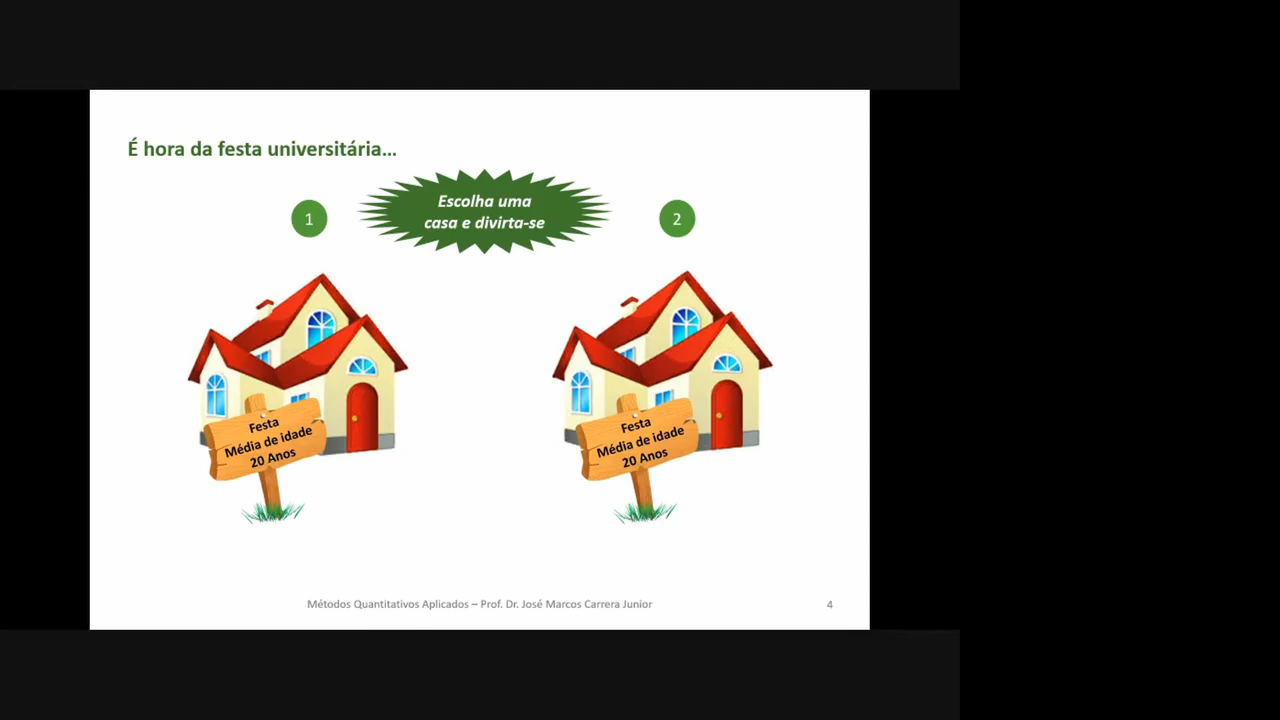 É hora da festa universitária...
1
Escolha uma
casa e divirta-se
2
Festa
Média de idade
20 Anos
Festa
Média de idade
20 Anos
Métodos Quantitativos Aplicados – Prof. Dr. José Marcos Carrera Junior
4